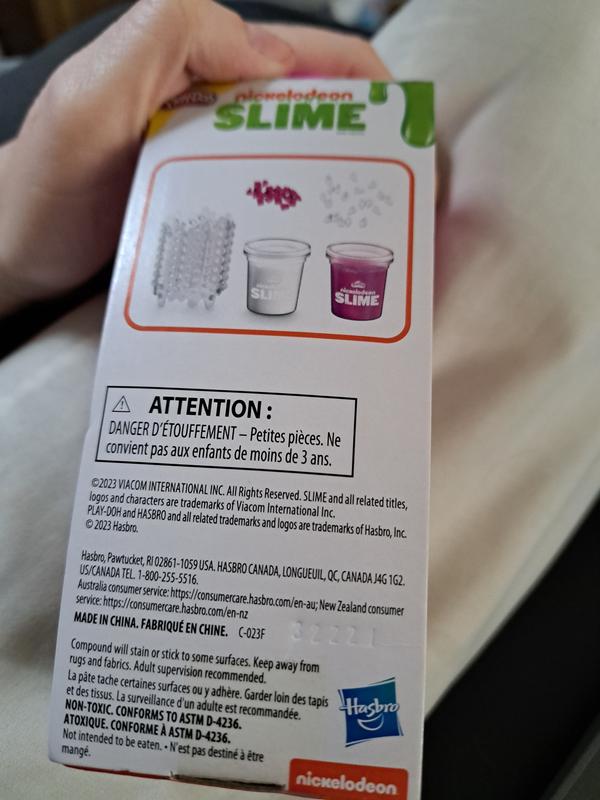 nickelodeon
SLIME
SLIME
nickelodeon
SLIME
⚠ ATTENTION :
DANGER D'ÉTOUFFEMENT – Petites pièces. Ne
convient pas aux enfants de moins de 3 ans.
©2023 VIACOM INTERNATIONAL INC. All Rights Reserved. SLIME and all related titles,
logos and characters are trademarks of Viacom International Inc.
PLAY-DOH and HASBRO and all related trademarks and logos are trademarks of Hasbro, Inc.
© 2023 Hasbro.
Hasbro, Pawtucket, RI 02861-1059 USA. HASBRO CANADA, LONGUEUIL, QC, CANADA J4G 1G2.
US/CANADA TEL. 1-800-255-5516.
Australia consumer service: https://consumercare.hasbro.com/en-au; New Zealand consumer
service: https://consumercare.hasbro.com/en-nz
MADE IN CHINA. FABRIQUÉ EN CHINE. C-023F 32221
Compound will stain or stick to some surfaces. Keep away from
rugs and fabrics. Adult supervision recommended.
La pâte tache certaines surfaces ou y adhère. Garder loin des tapis
et des tissus. La surveillance d'un adulte est recommandée.
NON-TOXIC. CONFORMS TO ASTM D-4236.
ATOXIQUE. CONFORME À ASTM D-4236.
Not intended to be eaten. • N'est pas destiné à être
mangé.
Hasbro
nickelodeon